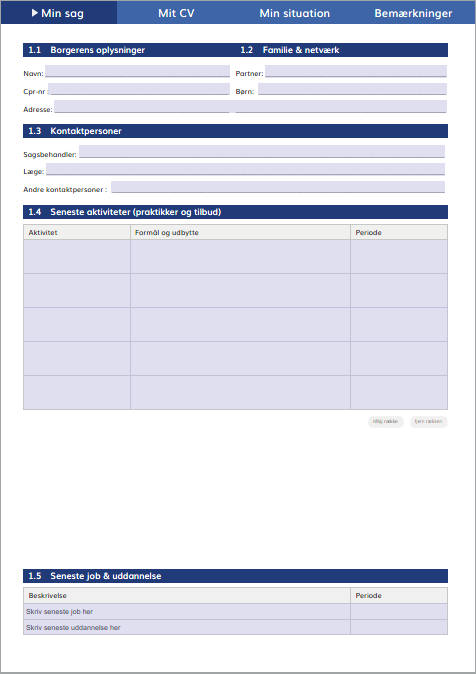 Min sag Mit CV Min situation Bemærkninger
1.1 Borgerens oplysninger
1.2 Familie & netværk
Navn: Partner:
Cpr-nr : Børn:
Adresse:
1.3 Kontaktpersoner
Sagsbehandler:
Læge:
Andre kontaktpersoner :
1.4 Seneste aktiviteter (praktikker og tilbud)
Aktivitet Formål og udbytte Periode
tilføj række fjern rækken
1.5 Seneste job & uddannelse
Beskrivelse Periode
Skriv seneste job her
Skriv seneste uddannelse her